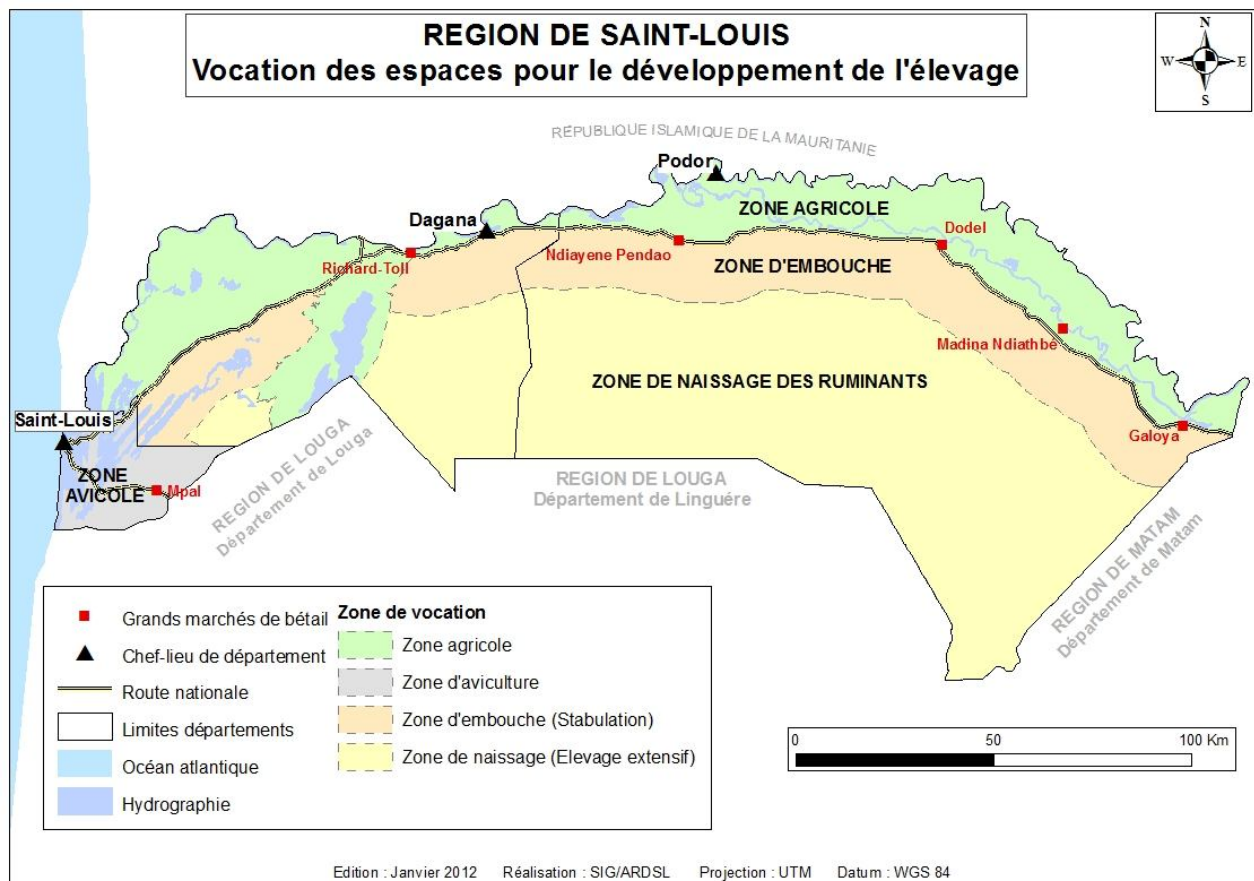 REGION DE SAINT-LOUIS
Vocation des espaces pour le développement de l'élevage
N
W
E
S
RÉPUBLIQUE ISLAMIQUE DE LA MAURITANIE
Podor
ZONE AGRICOLE
Dagana
Dodel
Ndiayene Pendao
Richard-Toll
ZONE D'EMBOUCHE
Madina Ndiathbé
ZONE DE NAISSAGE DES RUMINANTS
Saint-Louis
Galoya
ZONE
AVICOLE
Mpal
REGION DE LOUGA
Département de Louga
REGION DE LOUGA
Département de Linguére
REGION DE MATAM
Département de Matam
Grands marchés de bétail
Chef-lieu de département
Route nationale
Limites départements
Océan atlantique
Hydrographie
Zone de vocation
Zone agricole
Zone d'aviculture
Zone d'embouche (Stabulation)
Zone de naissage (Elevage extensif)
0 50 100 Km
Edition : Janvier 2012 Réalisation : SIG/ARDSL Projection : UTM Datum : WGS 84